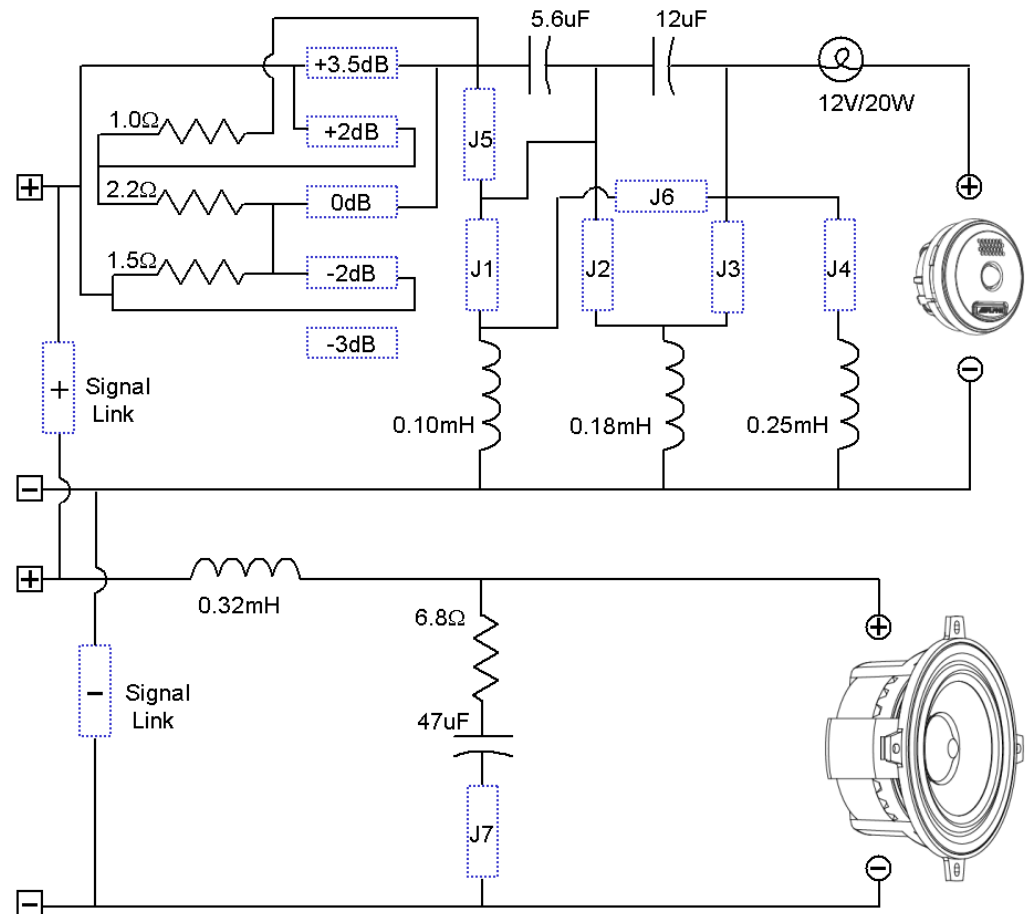 5.6uF
12uF
+3.5dB
12V/20W
1.0Ω
+2dB
J5
+
+
2.2Ω
0dB
J6
1.5Ω
-2dB
J1
J2
J3
J4
-3dB
+
Signal
Link
−
0.10mH
0.18mH
0.25mH
−
+
0.32mH
6.8Ω
+
−
Signal
Link
47uF
J7
−
−